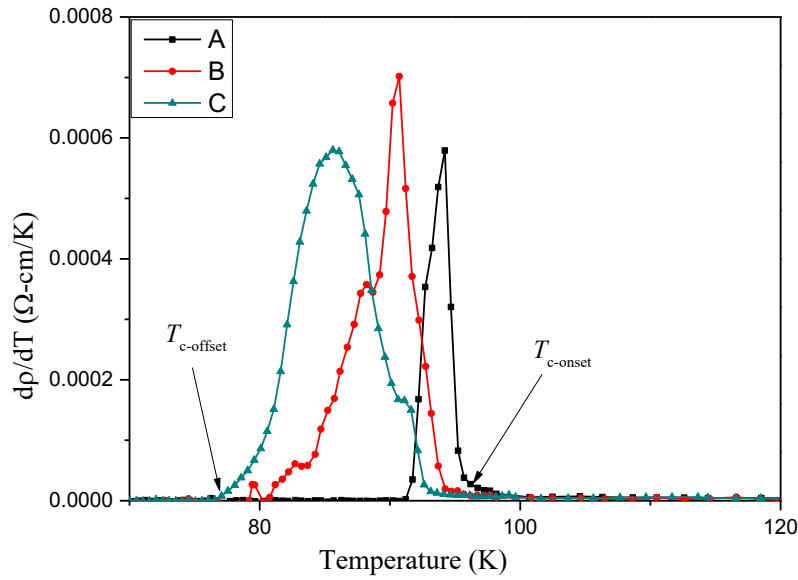 0.0008
0.0006
0.0004
0.0002
0.0000
dρ/dT (Ω-cm/K)
A
B
C
T c-offset
T c-onset
80
100
120
Temperature (K)